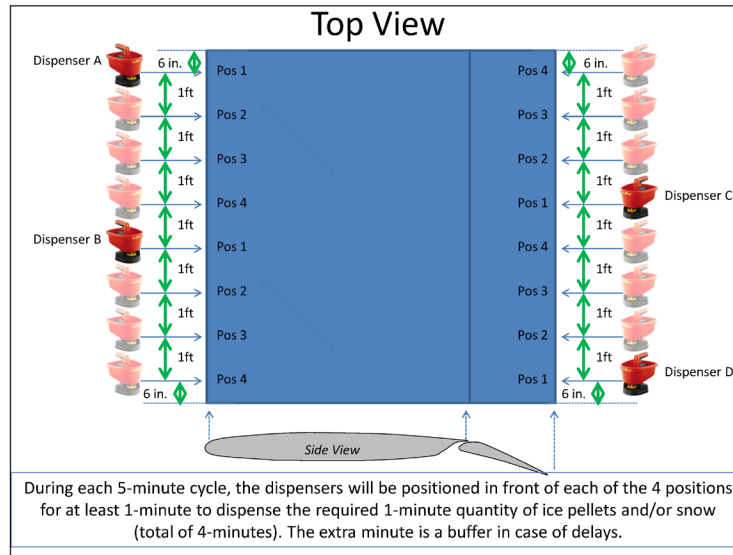 Top View
Dispenser A
6 in.
Pos 1
Pos 4
6 in.
1ft
1ft
Pos 2
Pos 3
1ft
1ft
Pos 3
Pos 2
1ft
1ft
Pos 4
Pos 1
Dispenser C
1ft
1ft
Dispenser B
Pos 1
Pos 4
1ft
1ft
Pos 2
Pos 3
1ft
1ft
Pos 3
Pos 2
1ft
1ft
Dispenser D
Pos 4
Pos 1
6 in.
6 in.
Side View
During each 5-minute cycle, the dispensers will be positioned in front of each of the 4 positions
for at least 1-minute to dispense the required 1-minute quantity of ice pellets and/or snow
(total of 4-minutes). The extra minute is a buffer in case of delays.